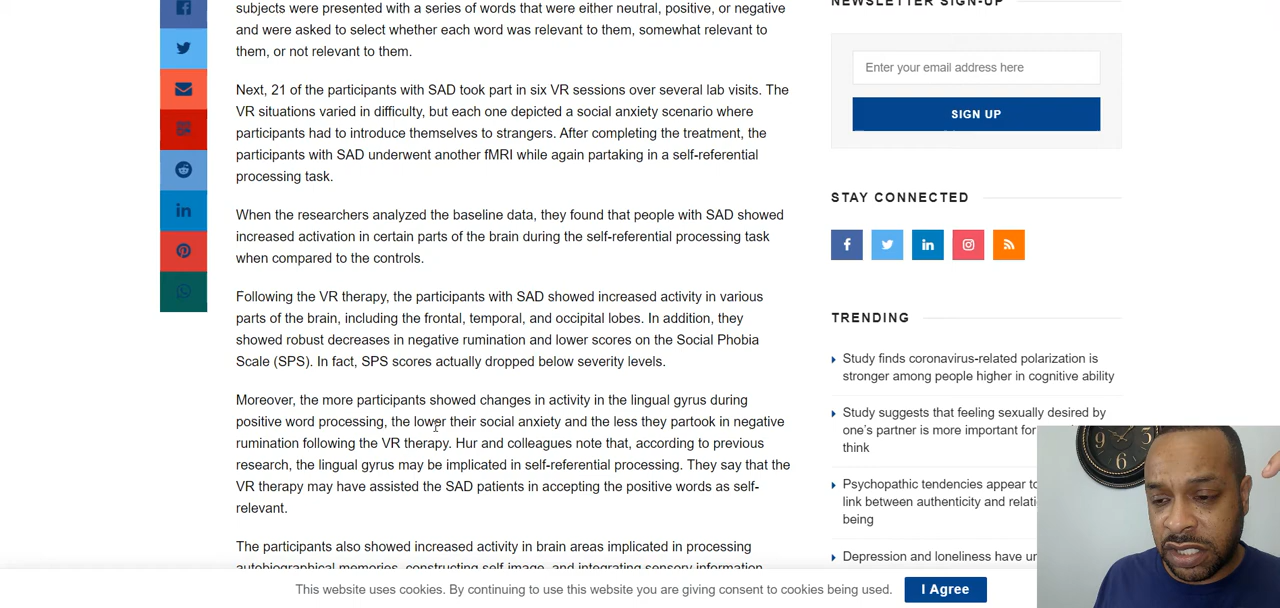 subjects were presented with a series of words that were either neutral, positive, or negative
and were asked to select whether each word was relevant to them, somewhat relevant to
them, or not relevant to them.
Next, 21 of the participants with SAD took part in six VR sessions over several lab visits. The
VR situations varied in difficulty, but each one depicted a social anxiety scenario where
participants had to introduce themselves to strangers. After completing the treatment, the
participants with SAD underwent another fMRI while again partaking in a self-referential
processing task.
When the researchers analyzed the baseline data, they found that people with SAD showed
increased activation in certain parts of the brain during the self-referential processing task
when compared to the controls.
Following the VR therapy, the participants with SAD showed increased activity in various
parts of the brain, including the frontal, temporal, and occipital lobes. In addition, they
showed robust decreases in negative rumination and lower scores on the Social Phobia
Scale (SPS). In fact, SPS scores actually dropped below severity levels.
Moreover, the more participants showed changes in activity in the lingual gyrus during
positive word processing, the lower their social anxiety and the less they partook in negative
rumination following the VR therapy. Hur and colleagues note that, according to previous
research, the lingual gyrus may be implicated in self-referential processing. They say that the
VR therapy may have assisted the SAD patients in accepting the positive words as self-
relevant.
The participants also showed increased activity in brain areas implicated in processing
autobiographical memories, constructing self-image, and integrating sensory information
NEWSLETTER SIGN-UP
Enter your email address here
SIGN UP
STAY CONNECTED
TRENDING
Study finds coronavirus-related polarization is
stronger among people higher in cognitive ability
Study suggests that feeling sexually desired by
one's partner is more important for
think
Psychopathic tendencies appear to
link between authenticity and
being
Depression and loneliness have
This website uses cookies. By continuing to use this website you are giving consent to cookies being used.
I Agree